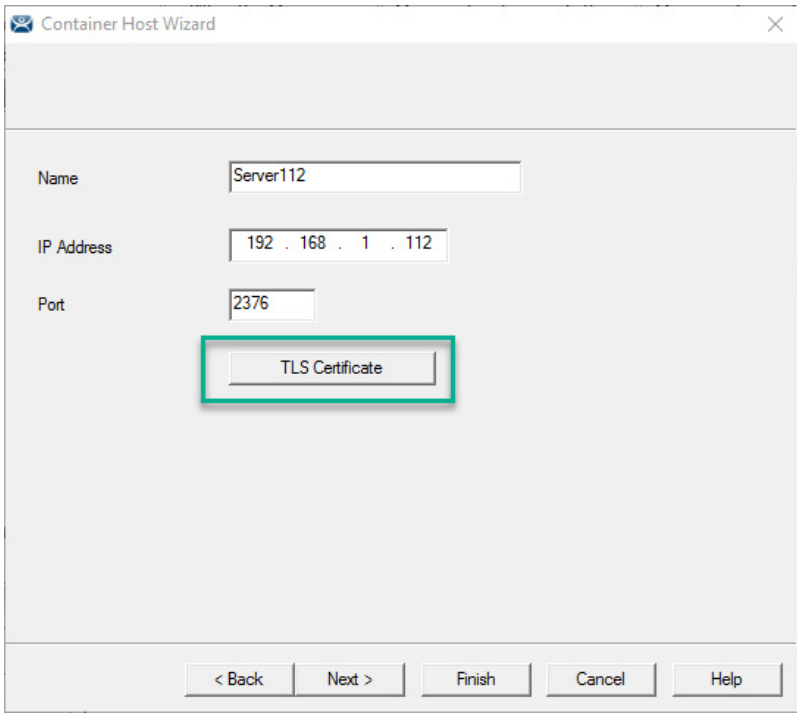 Container Host Wizard
Name Server112
IP Address 192 . 168 . 1 . 112
Port 2376
TLS Certificate
< Back Next > Finish Cancel Help